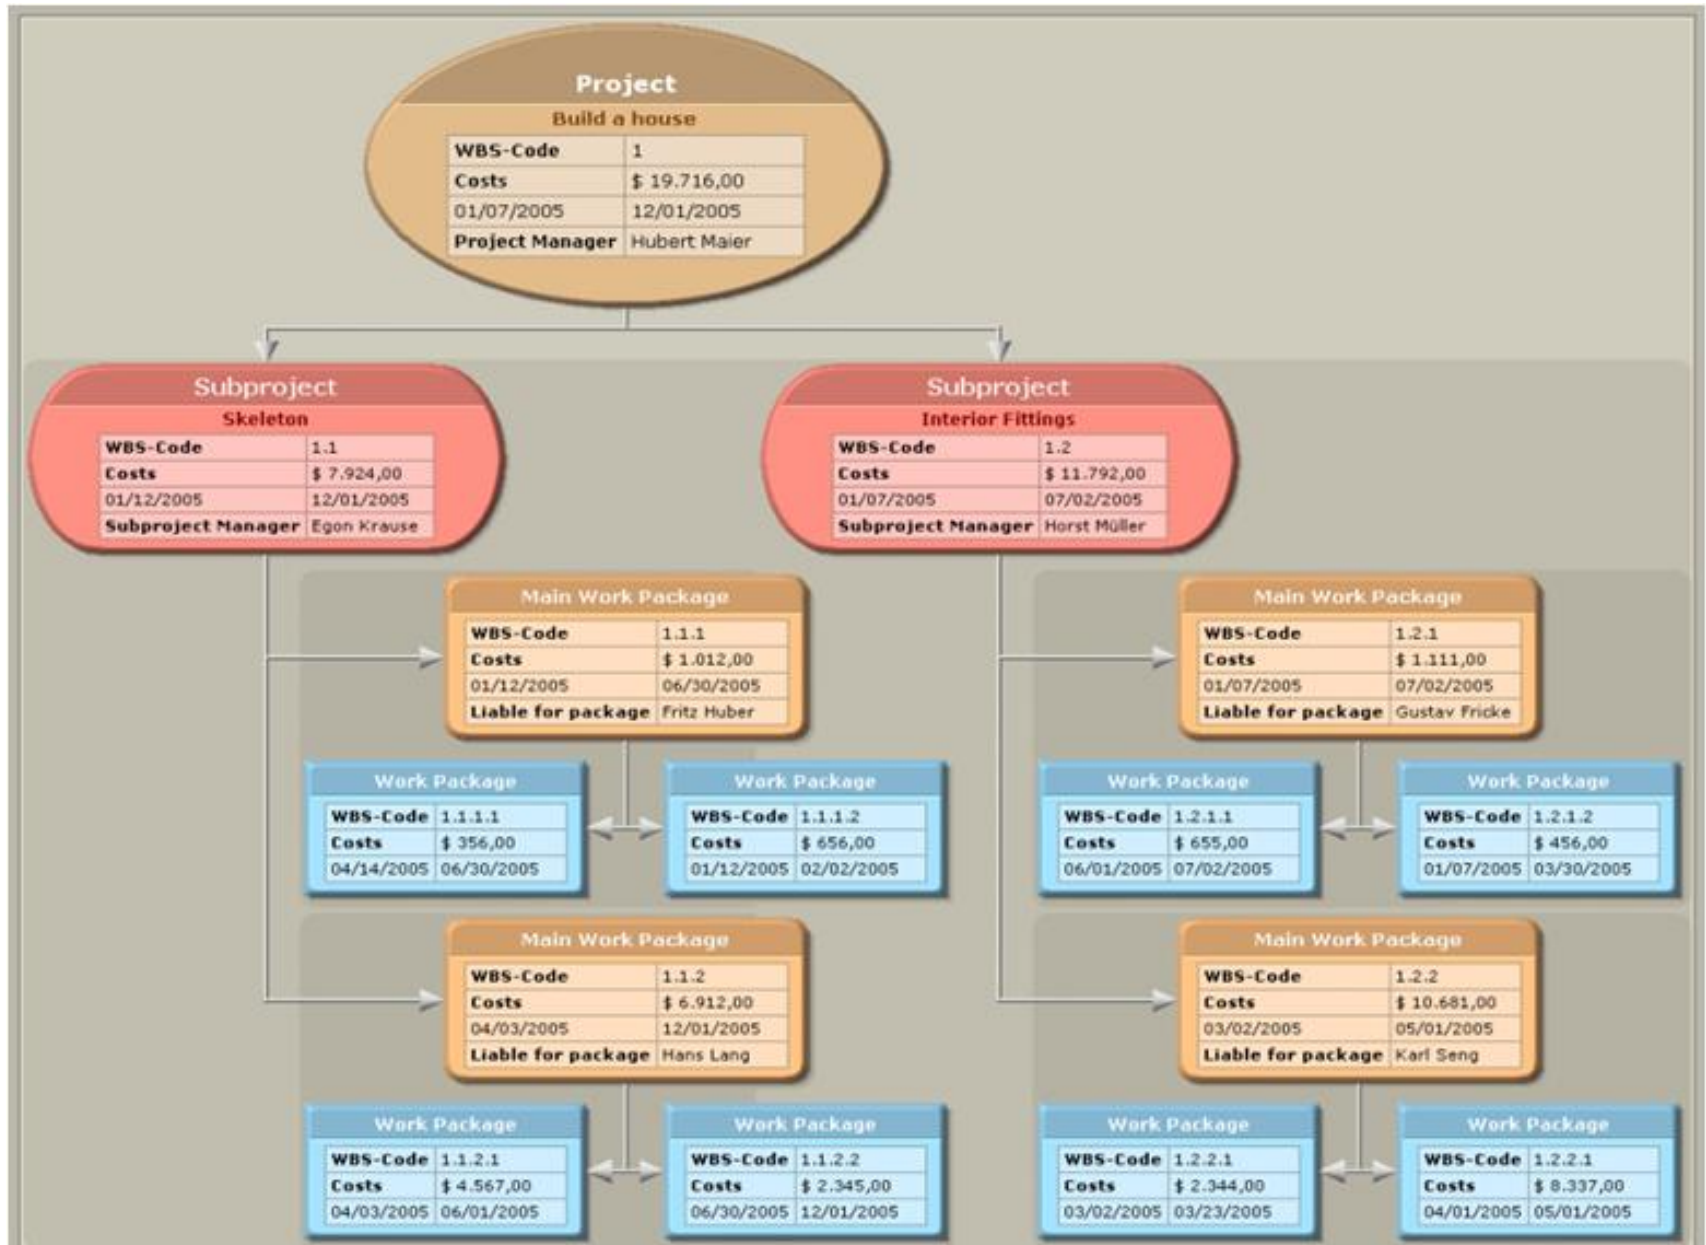 Project
Build a house
WBS-Code 1
Costs $ 19.716,00
01/07/2005 12/01/2005
Project Manager Hubert Maier
Subproject
Skeleton
WBS-Code 1.1
Costs $ 7.924,00
01/12/2005 12/01/2005
Subproject Manager Egon Krause
Subproject
Interior Fittings
WBS-Code 1.2
Costs $ 11.792,00
01/07/2005 07/02/2005
Subproject Manager Horst Müller
Main Work Package
WBS-Code 1.1.1
Costs $ 1.012,00
01/12/2005 06/30/2005
Liable for package Fritz Huber
Main Work Package
WBS-Code 1.2.1
Costs $ 1.111,00
01/07/2005 07/02/2005
Liable for package Gustav Fricke
Work Package
WBS-Code 1.1.1.1
Costs $ 356,00
04/14/2005 06/30/2005
Work Package
WBS-Code 1.1.1.2
Costs $ 656,00
01/12/2005 02/02/2005
Work Package
WBS-Code 1.2.1.1
Costs $ 655,00
06/01/2005 07/02/2005
Work Package
WBS-Code 1.2.1.2
Costs $ 456,00
01/07/2005 03/30/2005
Main Work Package
WBS-Code 1.1.2
Costs $ 6.912,00
04/03/2005 12/01/2005
Liable for package Hans Lang
Main Work Package
WBS-Code 1.2.2
Costs $ 10.681,00
03/02/2005 05/01/2005
Liable for package Karl Seng
Work Package
WBS-Code 1.1.2.1
Costs $ 4.567,00
04/03/2005 06/01/2005
Work Package
WBS-Code 1.1.2.2
Costs $ 2.345,00
06/30/2005 12/01/2005
Work Package
WBS-Code 1.2.2.1
Costs $ 2.344,00
03/02/2005 03/23/2005
Work Package
WBS-Code 1.2.2.1
Costs $ 8.337,00
04/01/2005 05/01/2005